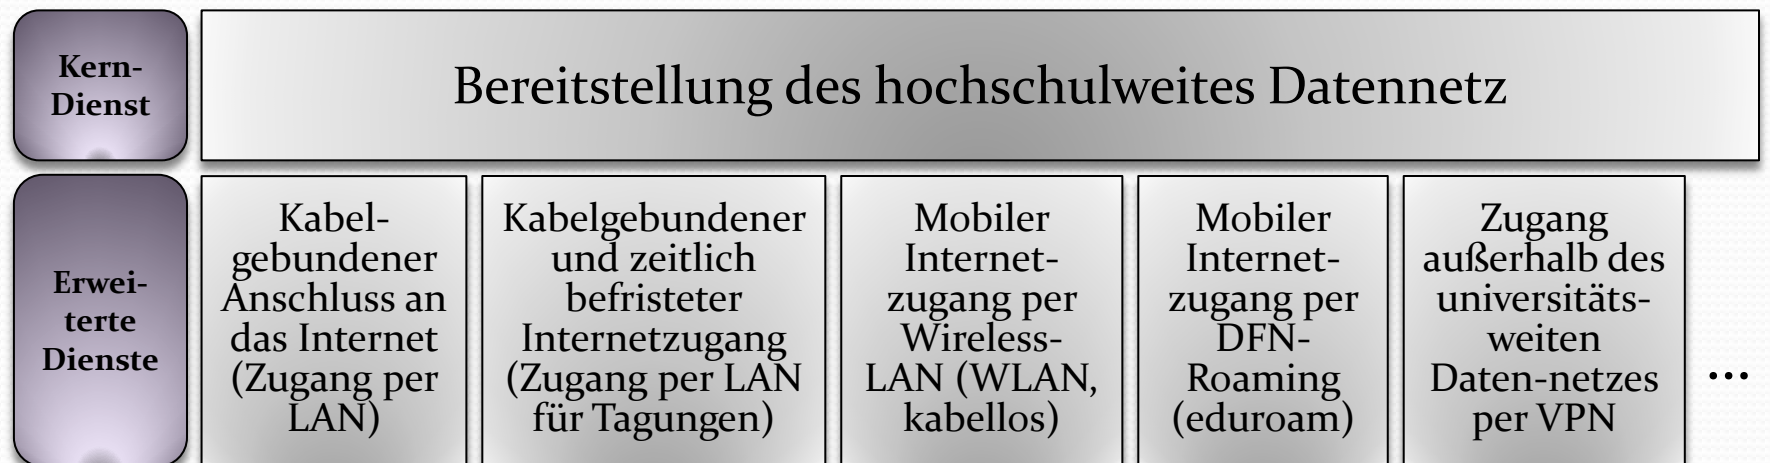 Kern-
Dienst
Bereitstellung des hochschulweites Datennetz
Erwei-
terte
Dienste
Kabel-
gebundener
Anschluss an
das Internet
(Zugang per
LAN)
Kabelgebundener
und zeitlich
befristeter
Internetzugang
(Zugang per LAN
für Tagungen)
Mobiler
Internet-
zugang per
Wireless-
LAN (WLAN,
kabellos)
Mobiler
Internet-
zugang per
DFN-
Roaming
(eduroam)
Zugang
außerhalb des
universitäts-
weiten
Daten-netzes
per VPN
...